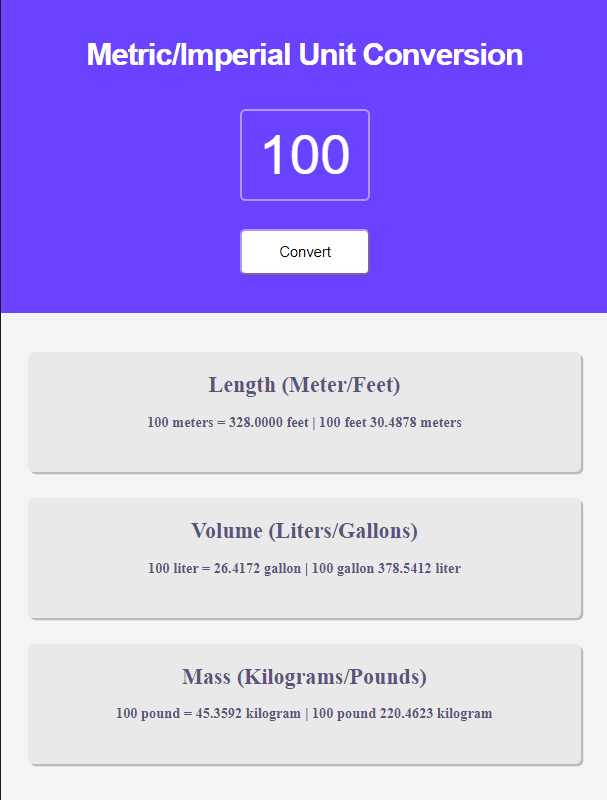 Metric/Imperial Unit Conversion
100
Convert
Length (Meter/Feet)
100 meters = 328.0000 feet | 100 feet 30.4878 meters
Volume (Liters/Gallons)
100 liter = 26.4172 gallon | 100 gallon 378.5412 liter
Mass (Kilograms/Pounds)
100 pound = 45.3592 kilogram | 100 pound 220.4623 kilogram